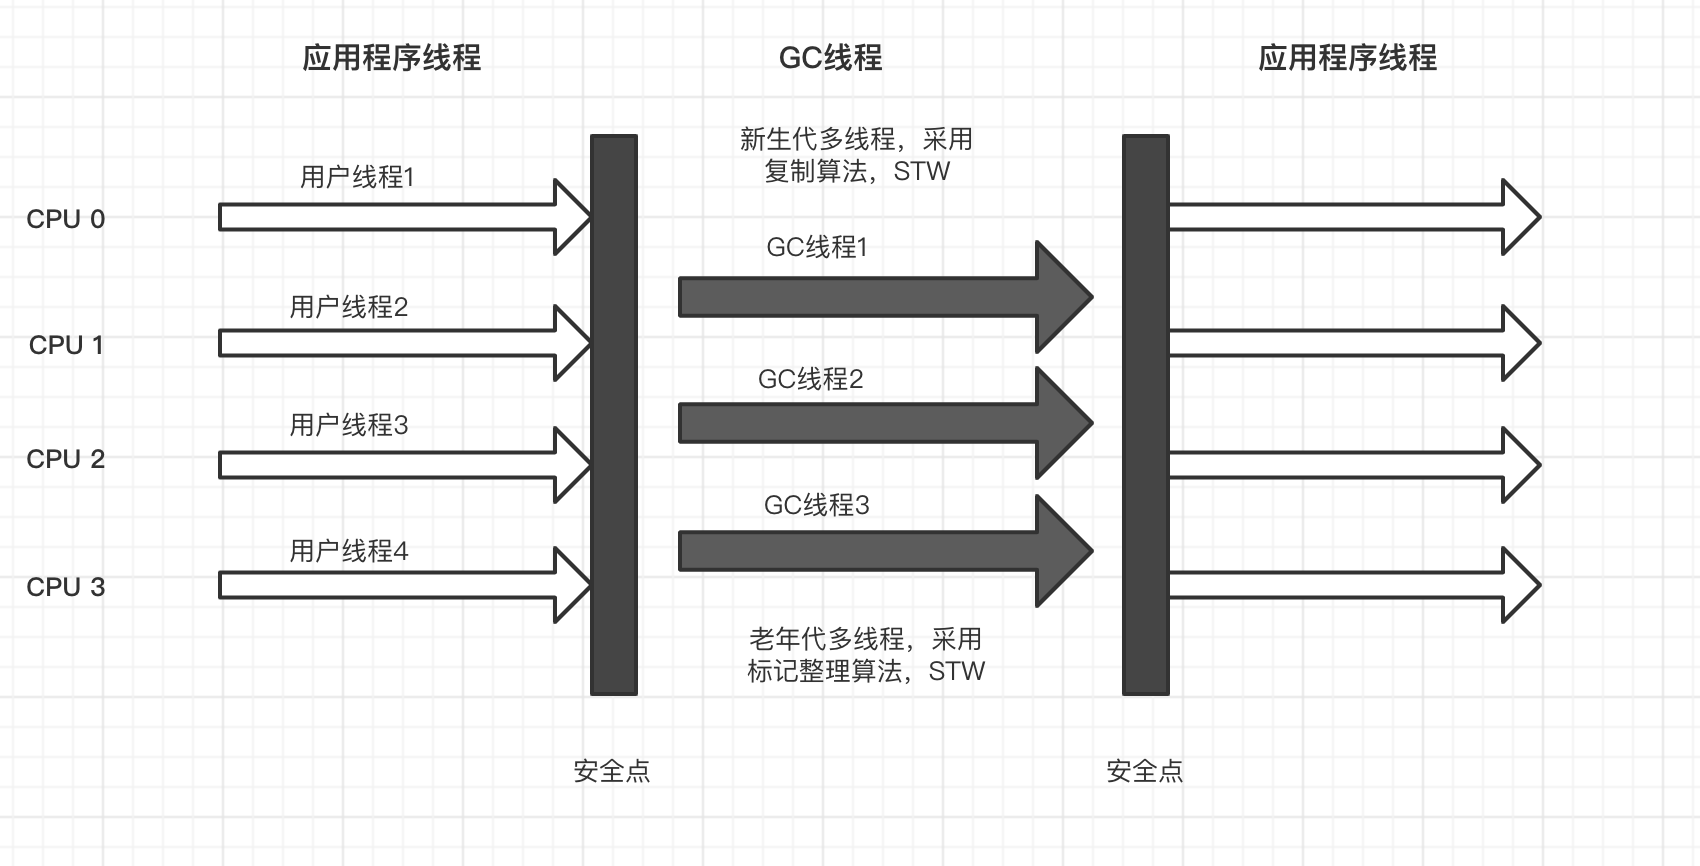 应用程序线程
GC线程
应用程序线程
新生代多线程，采用
复制算法，STW
用户线程1
CPU 0
GC线程1
用户线程2
CPU 1
GC线程2
用户线程3
CPU 2
GC线程3
用户线程4
CPU 3
老年代多线程，采用
标记整理算法，STW
安全点
安全点